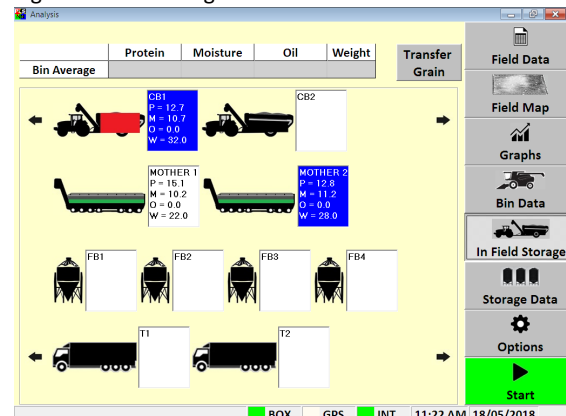 Analysis
Protein Moisture Oil Weight
Bin Average
Transfer
Grain
CB1
P = 12.7
M = 10.7
O = 0.0
W = 32.0
CB2
MOTHER 1
P = 15.1
M = 10.2
O = 0.0
W = 22.0
MOTHER 2
P = 12.8
M = 11.2
O = 0.0
W = 28.0
FB1
FB2
FB3
FB4
T1
T2
Field Data
Field Map
Graphs
Bin Data
In Field Storage
Storage Data
Options
Start
BOX GPS INT 11:22 AM 18/05/2018